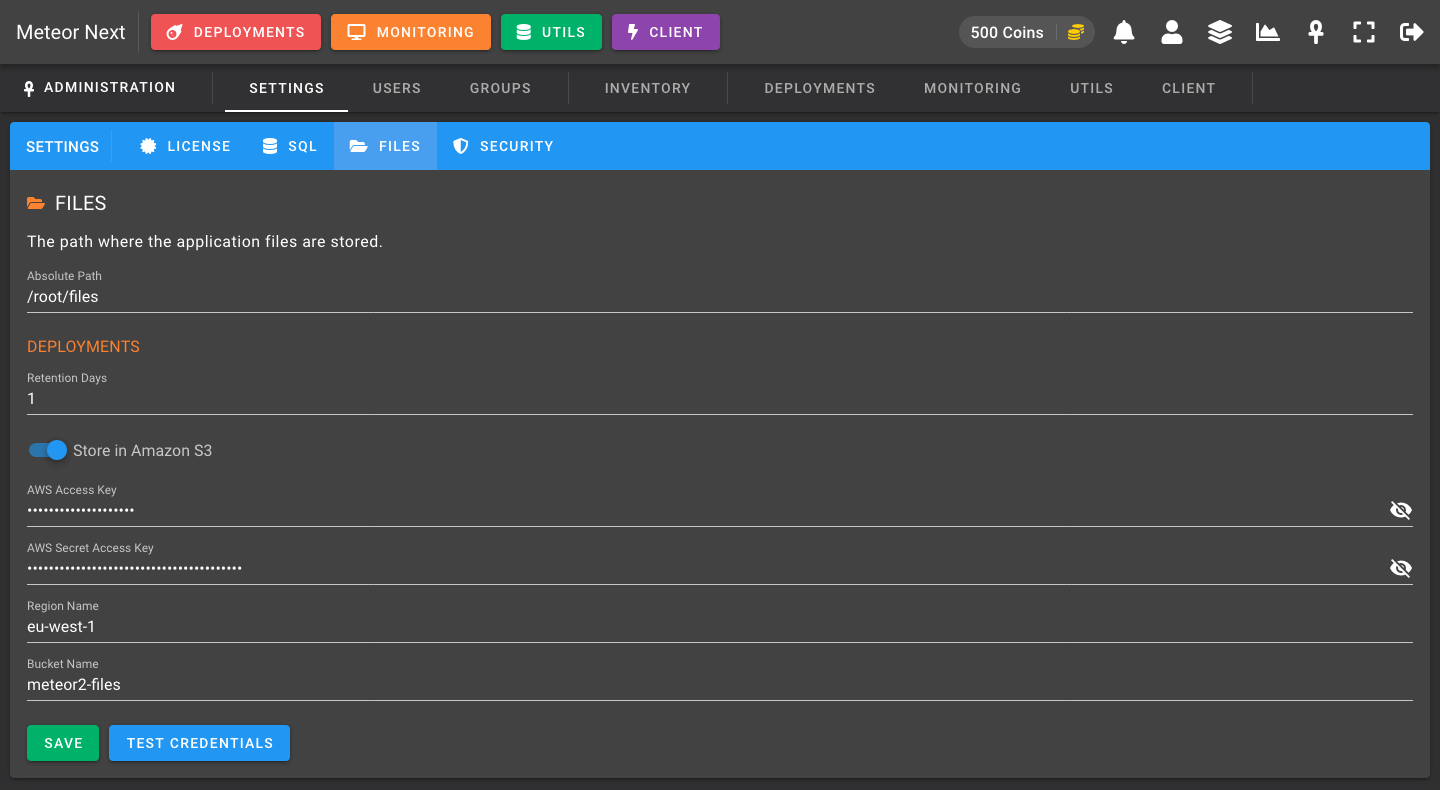 Meteor Next DEPLOYMENTS MONITORING UTILS CLIENT 500 Coins
ADMINISTRATION SETTINGS USERS GROUPS INVENTORY DEPLOYMENTS MONITORING UTILS CLIENT
SETTINGS LICENSE SQL FILES SECURITY
FILES
The path where the application files are stored.
Absolute Path
/root/files
DEPLOYMENTS
Retention Days
1
Store in Amazon S3
AWS Access Key
••••••••••••••••••••
AWS Secret Access Key
••••••••••••••••••••••••••••••••••••••••
Region Name
eu-west-1
Bucket Name
meteor2-files
SAVE TEST CREDENTIALS